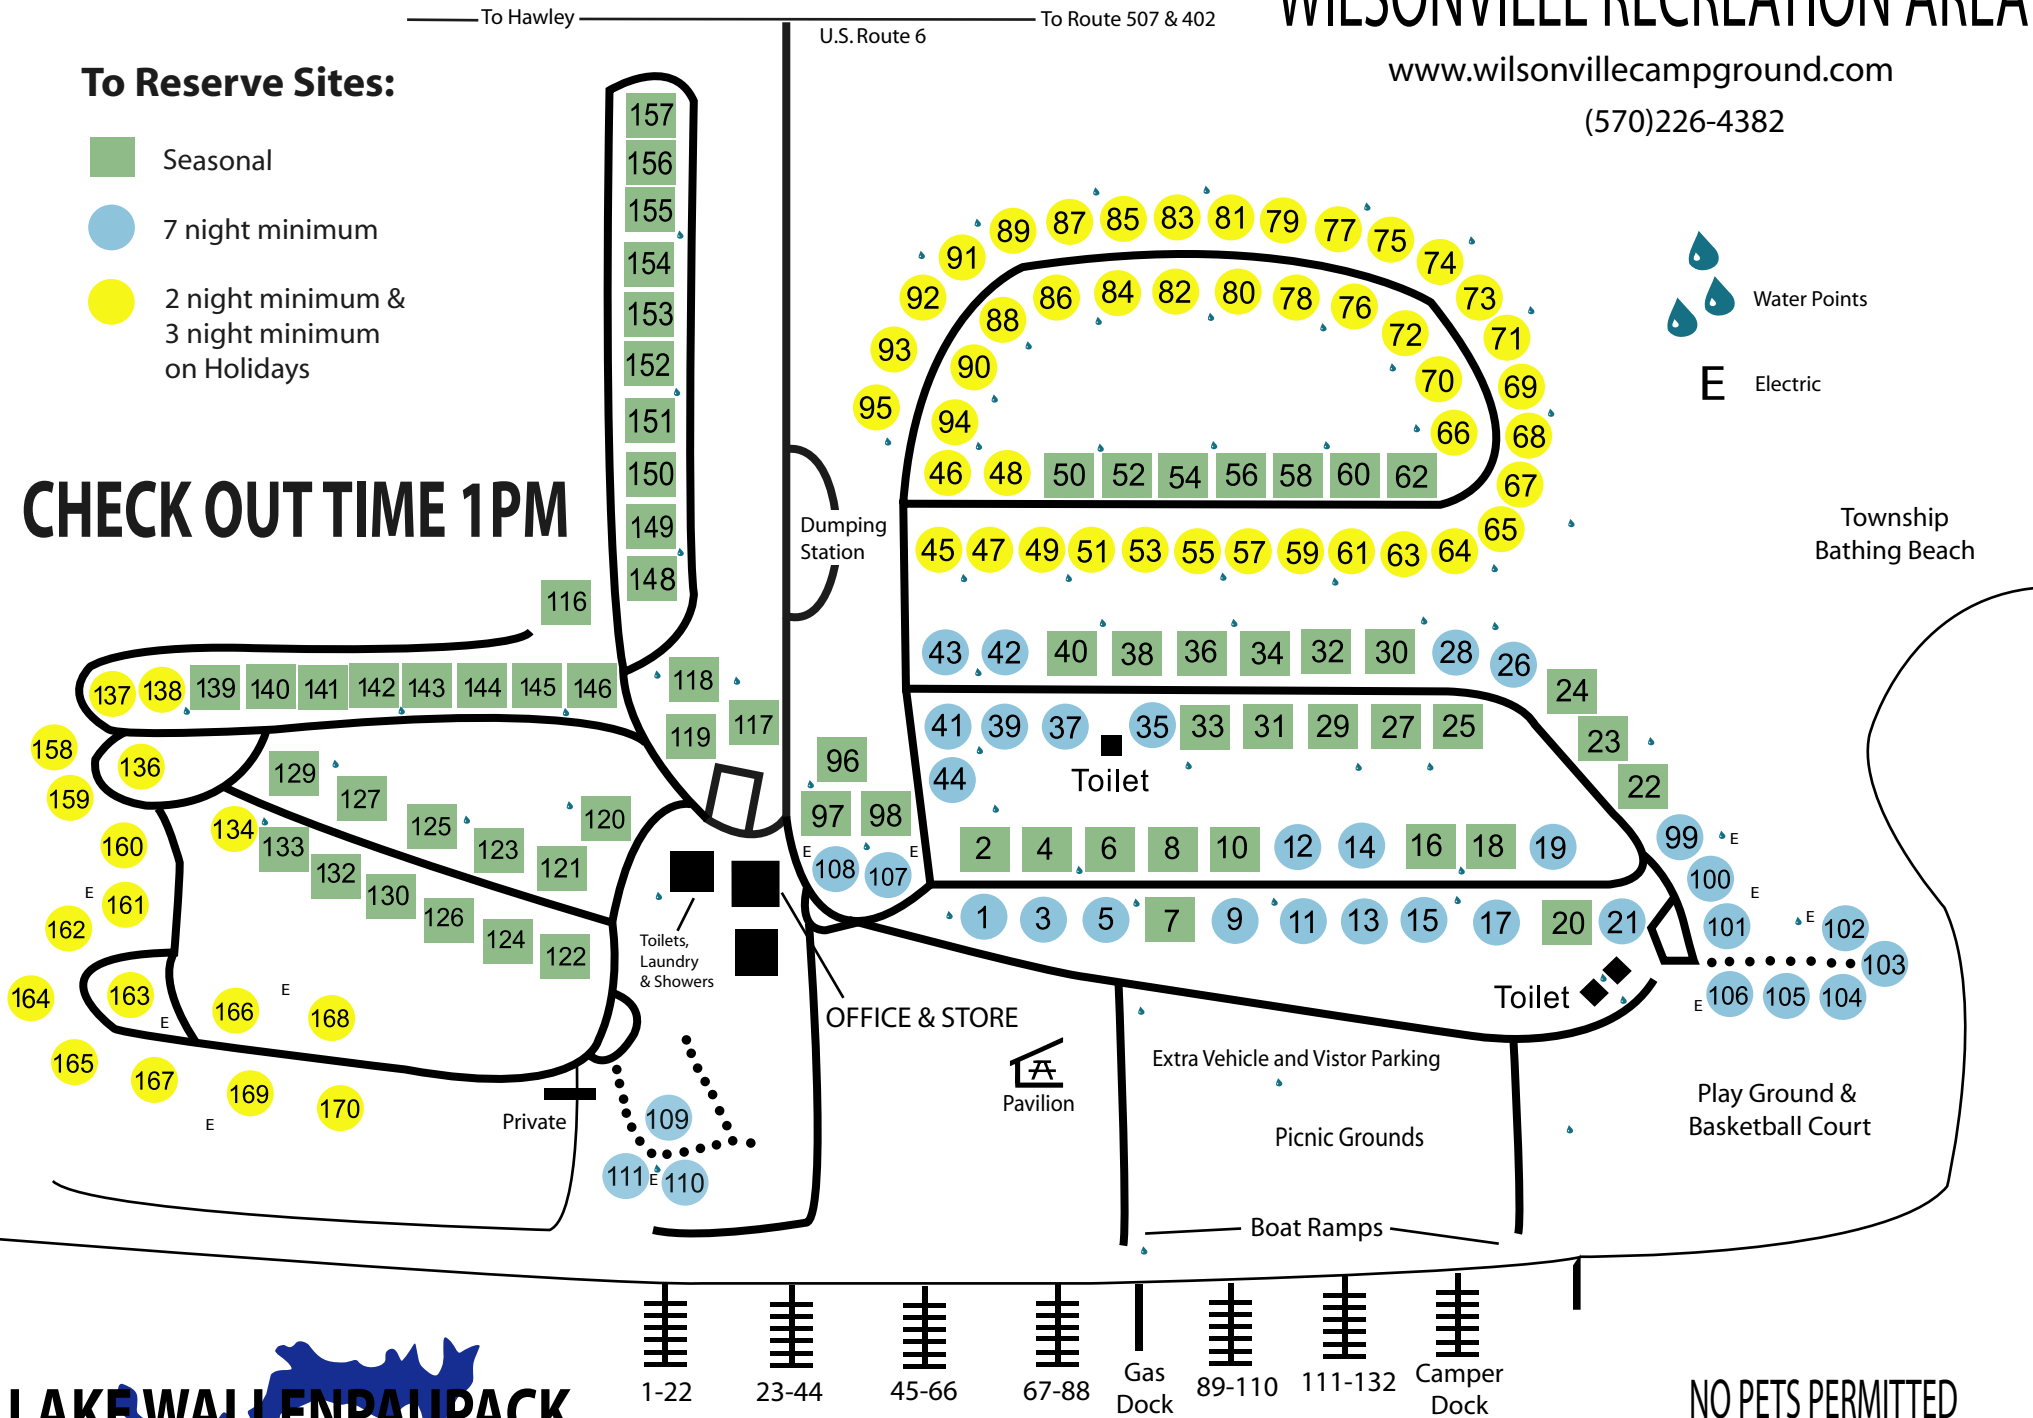 To Hawley
To Route 507 & 402
U.S. Route 6
WILSONVILLE RECREATION AREA
www.wilsonvillecampground.com
(570)226-4382
To Reserve Sites:
Seasonal
7 night minimum
2 night minimum &
3 night minimum
on Holidays
Water Points
E
Electric
CHECK OUT TIME 1PM
157
156
155
154
153
152
151
150
149
148
116
89 87 85 83 81 79 77 75
91 74
92 73
93 71
95 69
68
67
65
88 86 84 82 80 78 76
90 72
94 70
66
46 48 50 52 54 56 58 60 62
Dumping
Station
45 47 49 51 53 55 57 59 61 63 64
Township
Bathing Beach
43 42 40 38 36 34 32 30 28 26
24
23
22
41 39 37 35 33 31 29 27 25
44
Toilet
2 4 6 8 10 12 14 16 18 19
1 3 5 7 9 11 13 15 17 20 21
137 138 139 140 141 142 143 144 145 146
118
119 117
96
97 98
E 108 107 E
158
159
136
129
127
125
123
121
120
134
133
132
130
126
124
122
160
E 161
162
164
163
E
166 E 168
165
167
169
170
E
99 E
100 E
101 E 102
103
E 106 105 104
Toilet
Toilets,
Laundry
& Showers
OFFICE & STORE
Pavilion
Extra Vehicle and Vistor Parking
Picnic Grounds
Play Ground &
Basketball Court
Private
109
111 E 110
Boat Ramps
1-22
23-44
45-66
67-88
Gas
Dock
89-110
111-132
Camper
Dock
LAKE WALLENPAUPACK
NO PETS PERMITTED